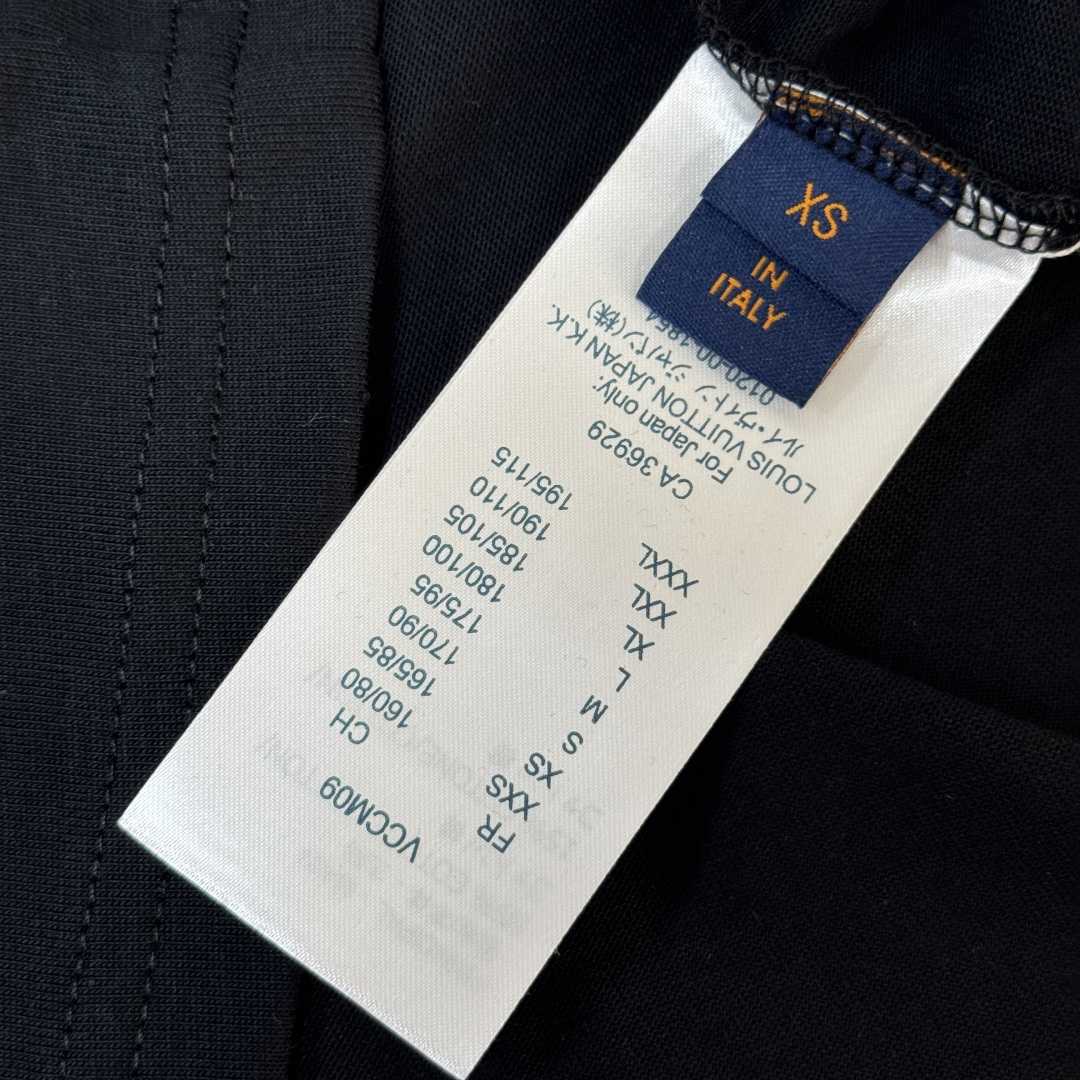 XS
IN
ITALY
VCCM09
FR CH
XXS 160/80
XS 165/85
S 170/90
M 175/95
L 180/100
XL 185/105
XXL 190/110
XXXL 195/115
CA 36929
For Japan only:
LOUIS VUITTON JAPAN K.K.
ルイ・ヴィトン ジャパン(株)
0120-00-1854